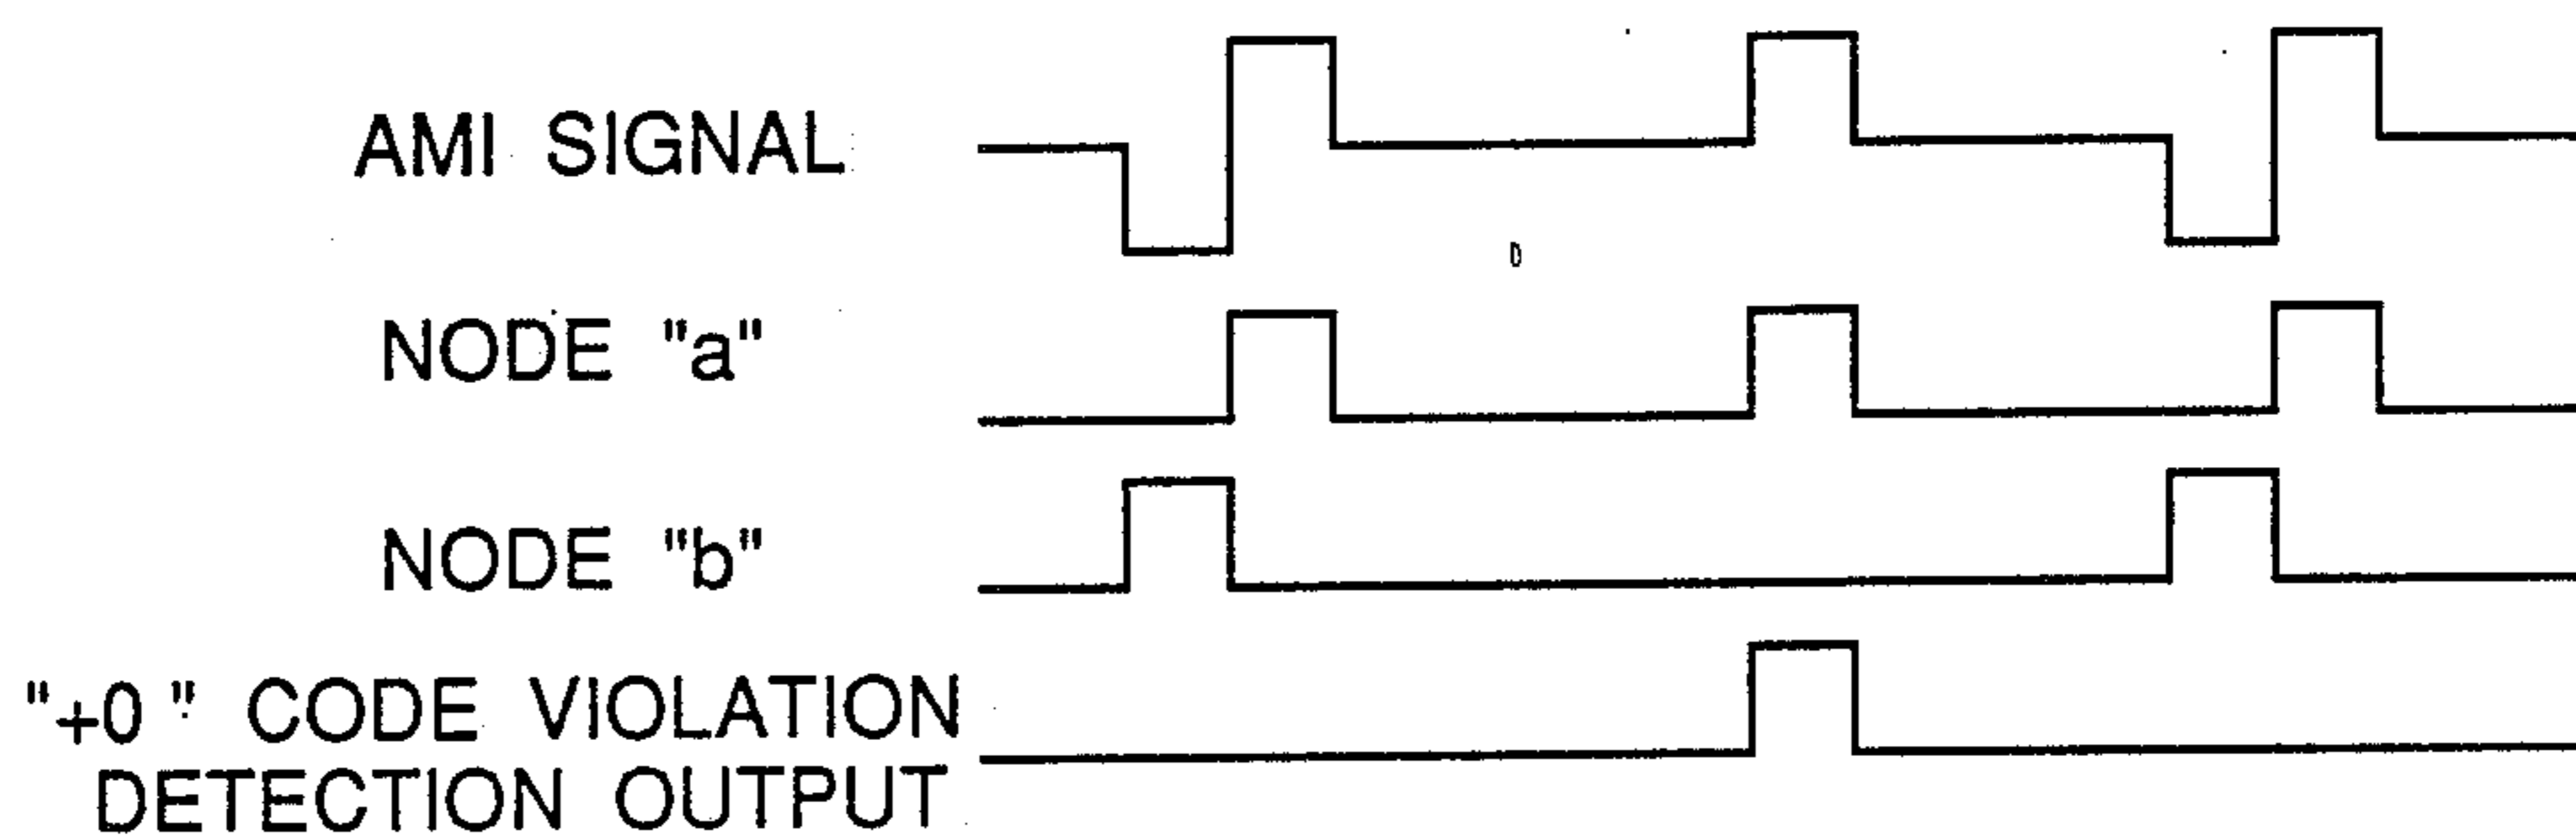 AMI SIGNAL
NODE "a"
NODE "b"
"+0" CODE VIOLATION
DETECTION OUTPUT